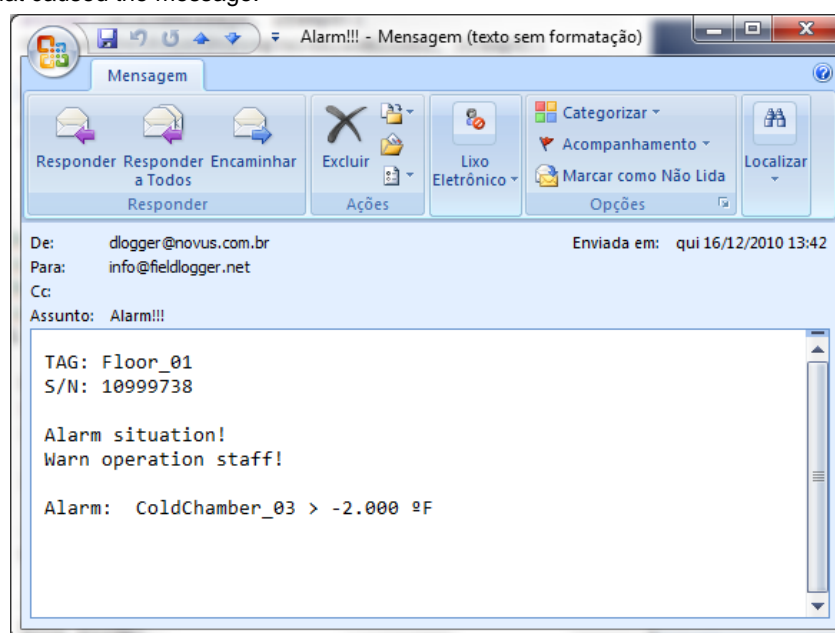 that caused the message.
Alarm!!! - Mensagem (texto sem formatação)
Mensagem
Responder Responder a Todos Encaminhar
Excluir
Lixo Eletrônico
Categorizar
Acompanhamento
Marcar como Não Lida
Localizar
Responder Ações Opções
De: dlogger@novus.com.br Enviada em: qui 16/12/2010 13:42
Para: info@fieldlogger.net
Cc:
Assunto: Alarm!!!
TAG: Floor_01
S/N: 10999738
Alarm situation!
Warn operation staff!
Alarm: ColdChamber_03 > -2.000 ºF